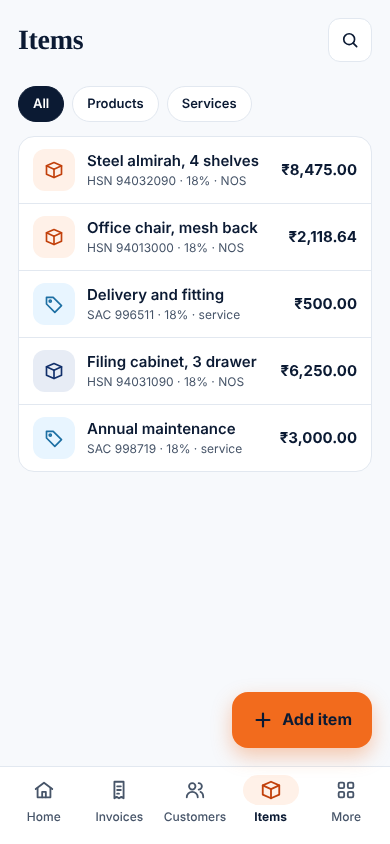 Items
All
Products
Services
Steel almirah, 4 shelves
₹8,475.00
HSN 94032090 · 18% · NOS
Office chair, mesh back
₹2,118.64
HSN 94013000 · 18% · NOS
Delivery and fitting
₹500.00
SAC 996511 · 18% · service
Filing cabinet, 3 drawer
₹6,250.00
HSN 94031090 · 18% · NOS
Annual maintenance
₹3,000.00
SAC 998719 · 18% · service
Add item
Home
Invoices
Customers
Items
More